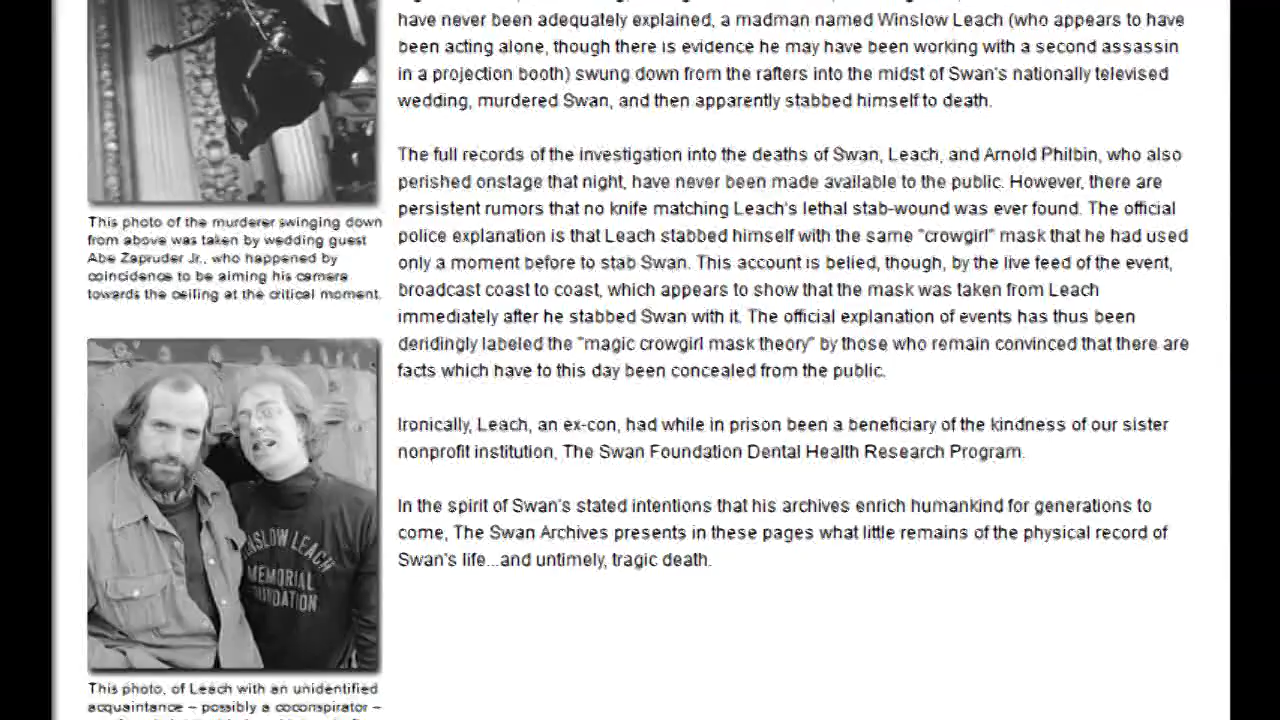 have never been adequately explained, a madman named Winslow Leach (who appears to have
been acting alone, though there is evidence he may have been working with a second assassin
in a projection booth) swung down from the rafters into the midst of Swan's nationally televised
wedding, murdered Swan, and then apparently stabbed himself to death.
The full records of the investigation into the deaths of Swan, Leach, and Arnold Philbin, who also
perished onstage that night, have never been made available to the public. However, there are
persistent rumors that no knife matching Leach's lethal stab-wound was ever found. The official
police explanation is that Leach stabbed himself with the same "crowgirl" mask that he had used
only a moment before to stab Swan. This account is belied, though, by the live feed of the event,
broadcast coast to coast, which appears to show that the mask was taken from Leach
immediately after he stabbed Swan with it. The official explanation of events has thus been
deridingly labeled the "magic crowgirl mask theory" by those who remain convinced that there are
facts which have to this day been concealed from the public.
Ironically, Leach, an ex-con, had while in prison been a beneficiary of the kindness of our sister
nonprofit institution, The Swan Foundation Dental Health Research Program.
In the spirit of Swan's stated intentions that his archives enrich humankind for generations to
come, The Swan Archives presents in these pages what little remains of the physical record of
Swan's life...and untimely, tragic death.
This photo of the murderer swinging down
from above was taken by wedding guest
Abe Zapruder Jr., who happened by
coincidence to be aiming his camera
towards the ceiling at the critical moment.
WINSLOW LEACH
MEMORIAL
FOUNDATION
This photo, of Leach with an unidentified
acquaintance – possibly a coconspirator –